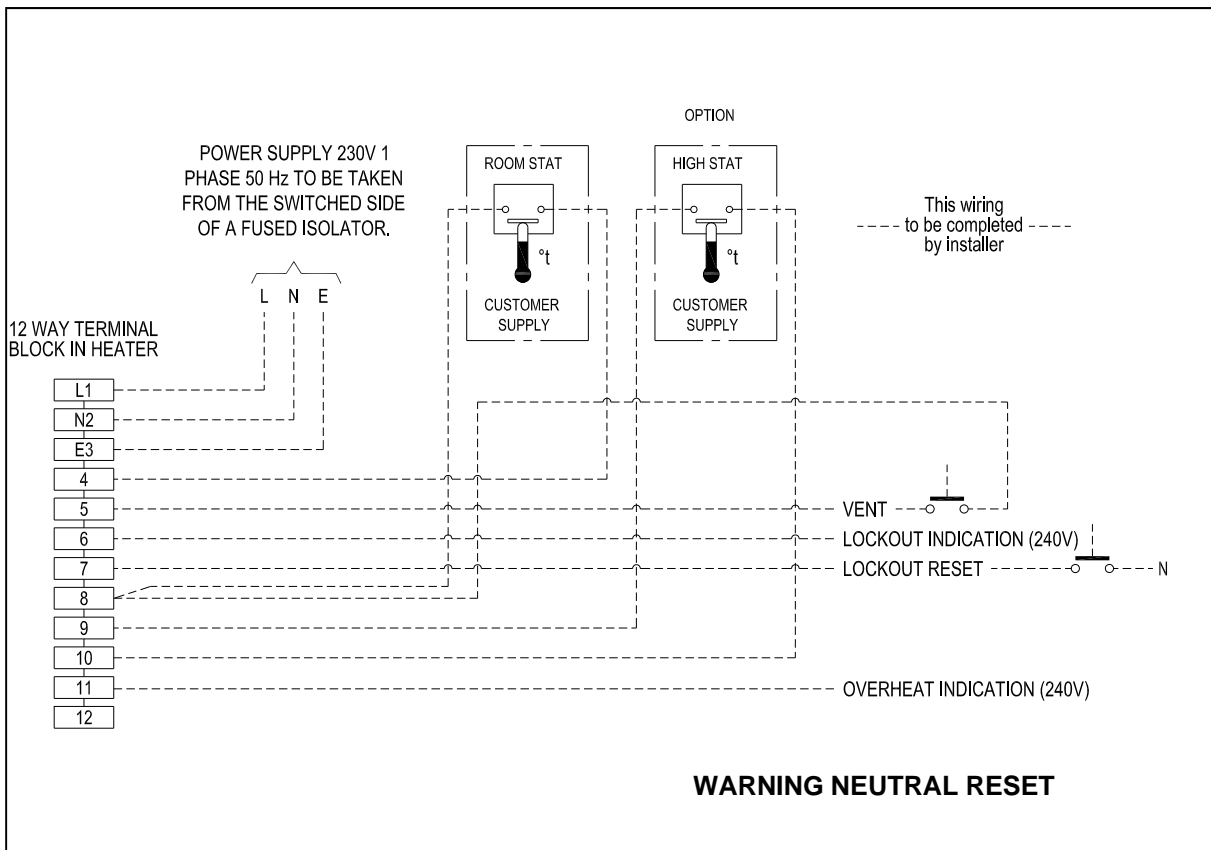 OPTION
POWER SUPPLY 230V 1
PHASE 50 Hz TO BE TAKEN
FROM THE SWITCHED SIDE
OF A FUSED ISOLATOR.
ROOM STAT
°t
CUSTOMER
SUPPLY
HIGH STAT
°t
CUSTOMER
SUPPLY
This wiring
to be completed
by installer
L N E
12 WAY TERMINAL
BLOCK IN HEATER
L1
N2
E3
4
5
VENT
6
LOCKOUT INDICATION (240V)
7
LOCKOUT RESET
N
8
9
10
11
OVERHEAT INDICATION (240V)
12
WARNING NEUTRAL RESET